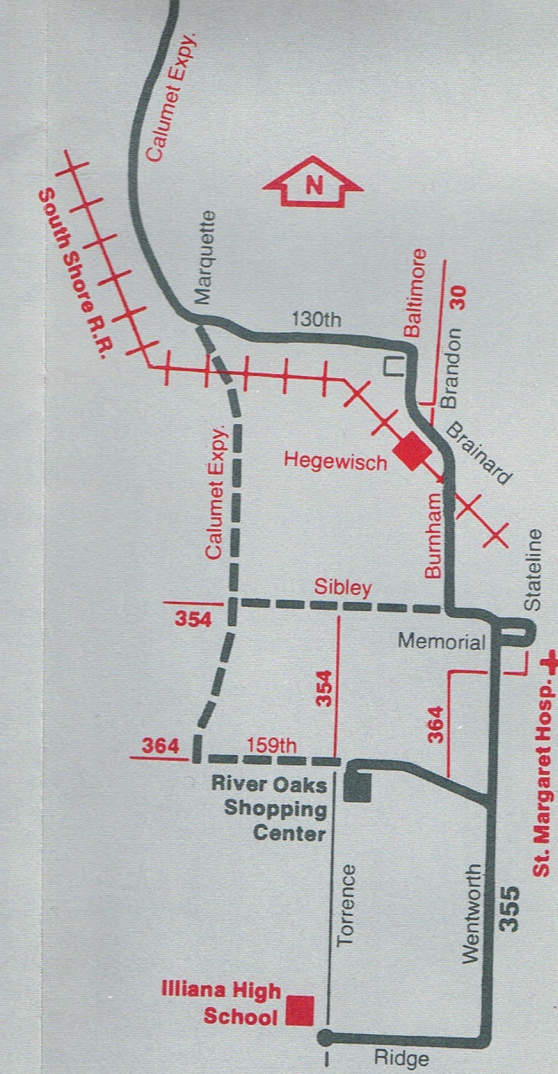 Calumet Expy.
South Shore R.R.
N
Marquette
130th
Baltimore
30
Brandon
Brainard
Hegewisch
Calumet Expy.
Burnham
Stateline
Sibley
354
Memorial
354
364
St. Margaret Hosp.
364
159th
River Oaks
Shopping
Center
Torrence
Wentworth
355
Illiana High
School
Ridge